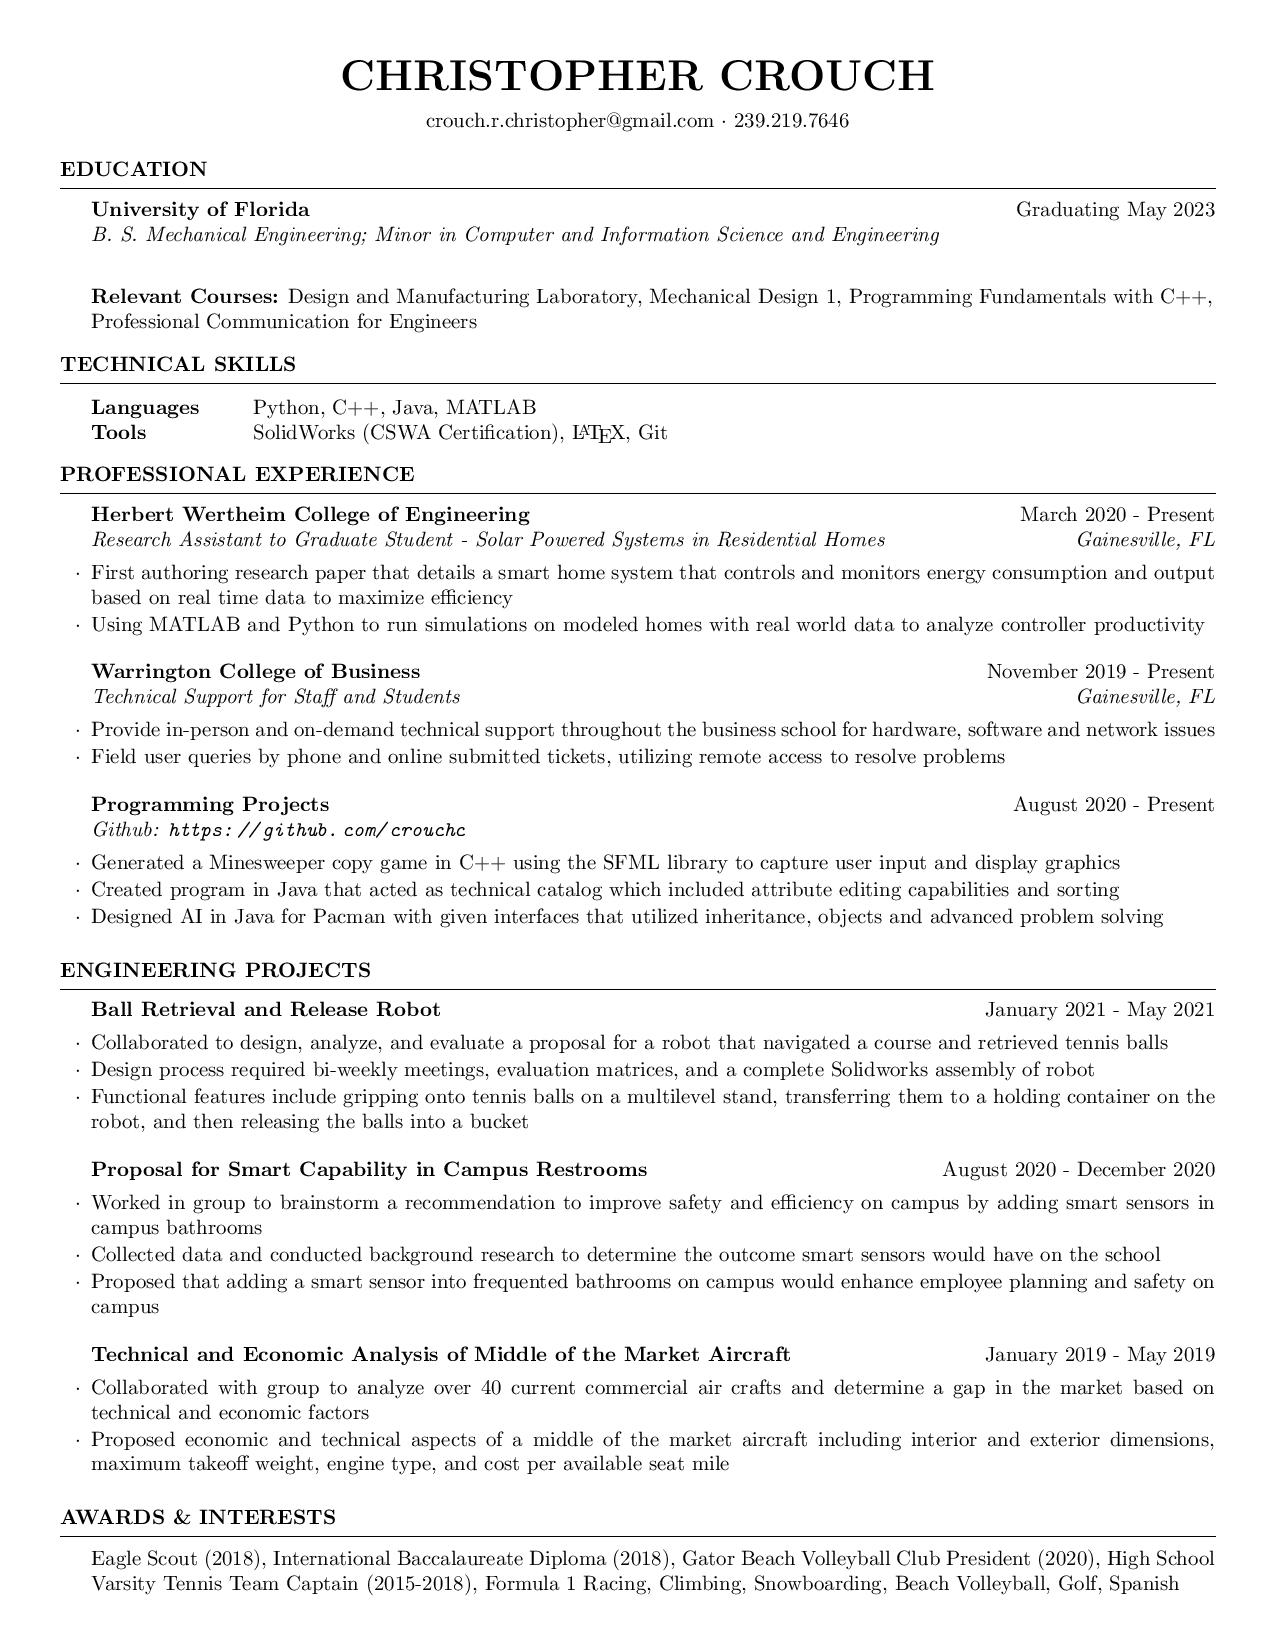 CHRISTOPHER CROUCH
crouch.r.christopher@gmail.com · 239.219.7646
EDUCATION
University of Florida Graduating May 2023
B. S. Mechanical Engineering; Minor in Computer and Information Science and Engineering
Relevant Courses: Design and Manufacturing Laboratory, Mechanical Design 1, Programming Fundamentals with C++,
Professional Communication for Engineers
TECHNICAL SKILLS
Languages Python, C++, Java, MATLAB
Tools SolidWorks (CSWA Certification), LATEX, Git
PROFESSIONAL EXPERIENCE
Herbert Wertheim College of Engineering March 2020 - Present
Research Assistant to Graduate Student - Solar Powered Systems in Residential Homes Gainesville, FL
· First authoring research paper that details a smart home system that controls and monitors energy consumption and output
based on real time data to maximize efficiency
· Using MATLAB and Python to run simulations on modeled homes with real world data to analyze controller productivity
Warrington College of Business November 2019 - Present
Technical Support for Staff and Students Gainesville, FL
· Provide in-person and on-demand technical support throughout the business school for hardware, software and network issues
· Field user queries by phone and online submitted tickets, utilizing remote access to resolve problems
Programming Projects August 2020 - Present
Github: https://github.com/crouchc
· Generated a Minesweeper copy game in C++ using the SFML library to capture user input and display graphics
· Created program in Java that acted as technical catalog which included attribute editing capabilities and sorting
· Designed AI in Java for Pacman with given interfaces that utilized inheritance, objects and advanced problem solving
ENGINEERING PROJECTS
Ball Retrieval and Release Robot January 2021 - May 2021
· Collaborated to design, analyze, and evaluate a proposal for a robot that navigated a course and retrieved tennis balls
· Design process required bi-weekly meetings, evaluation matrices, and a complete Solidworks assembly of robot
· Functional features include gripping onto tennis balls on a multilevel stand, transferring them to a holding container on the
robot, and then releasing the balls into a bucket
Proposal for Smart Capability in Campus Restrooms August 2020 - December 2020
· Worked in group to brainstorm a recommendation to improve safety and efficiency on campus by adding smart sensors in
campus bathrooms
· Collected data and conducted background research to determine the outcome smart sensors would have on the school
· Proposed that adding a smart sensor into frequented bathrooms on campus would enhance employee planning and safety on
campus
Technical and Economic Analysis of Middle of the Market Aircraft January 2019 - May 2019
· Collaborated with group to analyze over 40 current commercial air crafts and determine a gap in the market based on
technical and economic factors
· Proposed economic and technical aspects of a middle of the market aircraft including interior and exterior dimensions,
maximum takeoff weight, engine type, and cost per available seat mile
AWARDS & INTERESTS
Eagle Scout (2018), International Baccalaureate Diploma (2018), Gator Beach Volleyball Club President (2020), High School
Varsity Tennis Team Captain (2015-2018), Formula 1 Racing, Climbing, Snowboarding, Beach Volleyball, Golf, Spanish